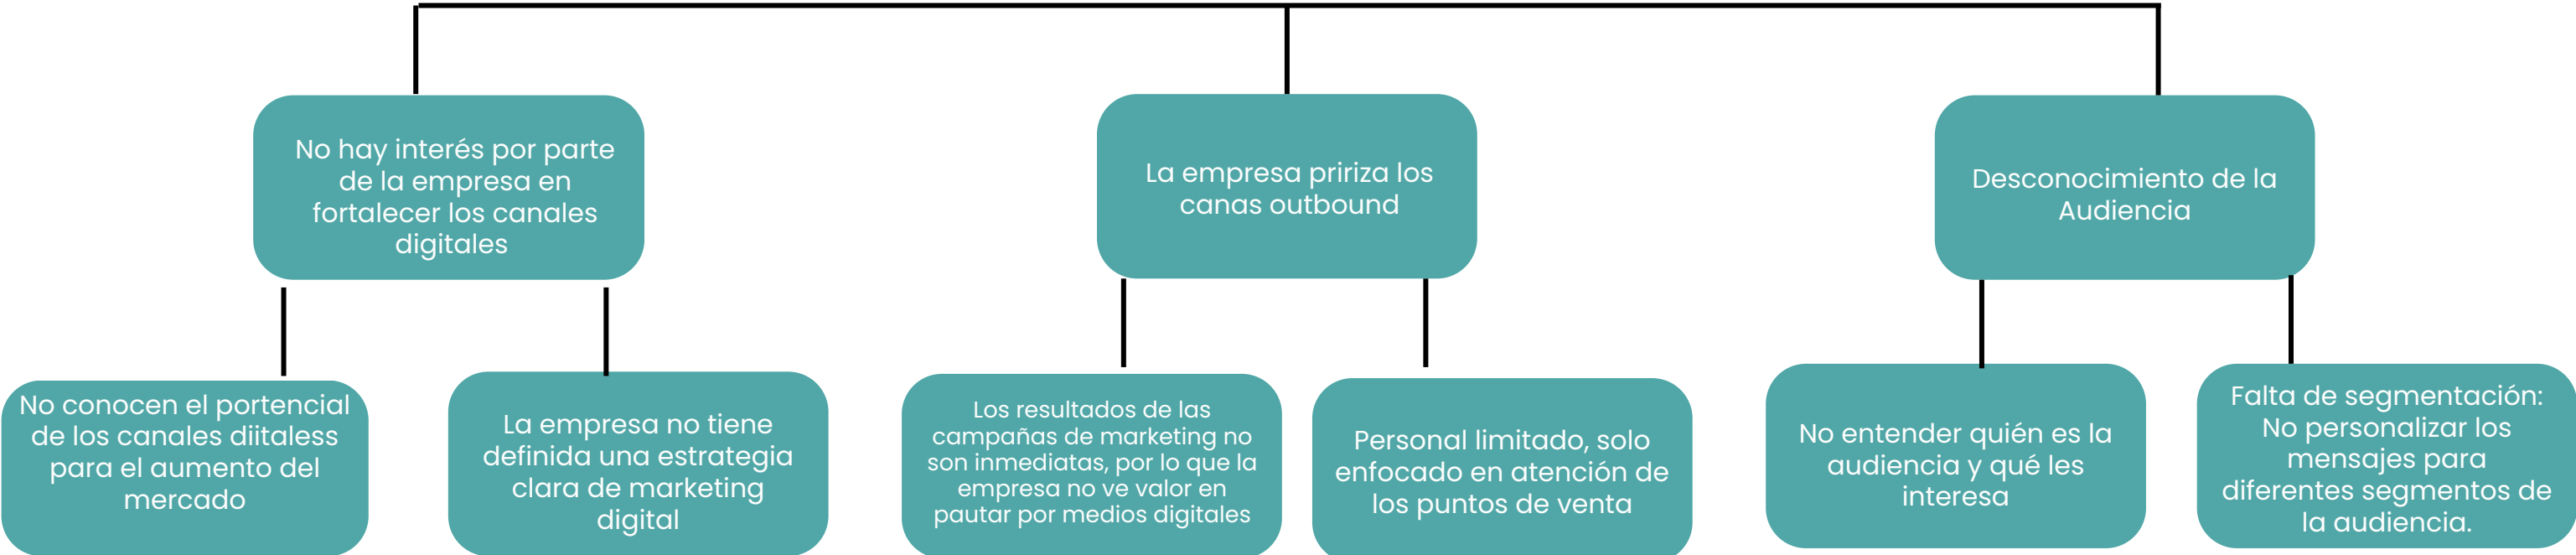 No hay interés por parte
de la empresa en
fortalecer los canales
digitales
La empresa pririza los
canas outbound
Desconocimiento de la
Audiencia
No conocen el portencial
de los canales diitaless
para el aumento del
mercado
La empresa no tiene
definida una estrategia
clara de marketing
digital
Los resultados de las
campañas de marketing no
son inmediatas, por lo que la
empresa no ve valor en
pautar por medios digitales
Personal limitado, solo
enfocado en atención de
los puntos de venta
No entender quién es la
audiencia y qué les
interesa
Falta de segmentación:
No personalizar los
mensajes para
diferentes segmentos de
la audiencia.